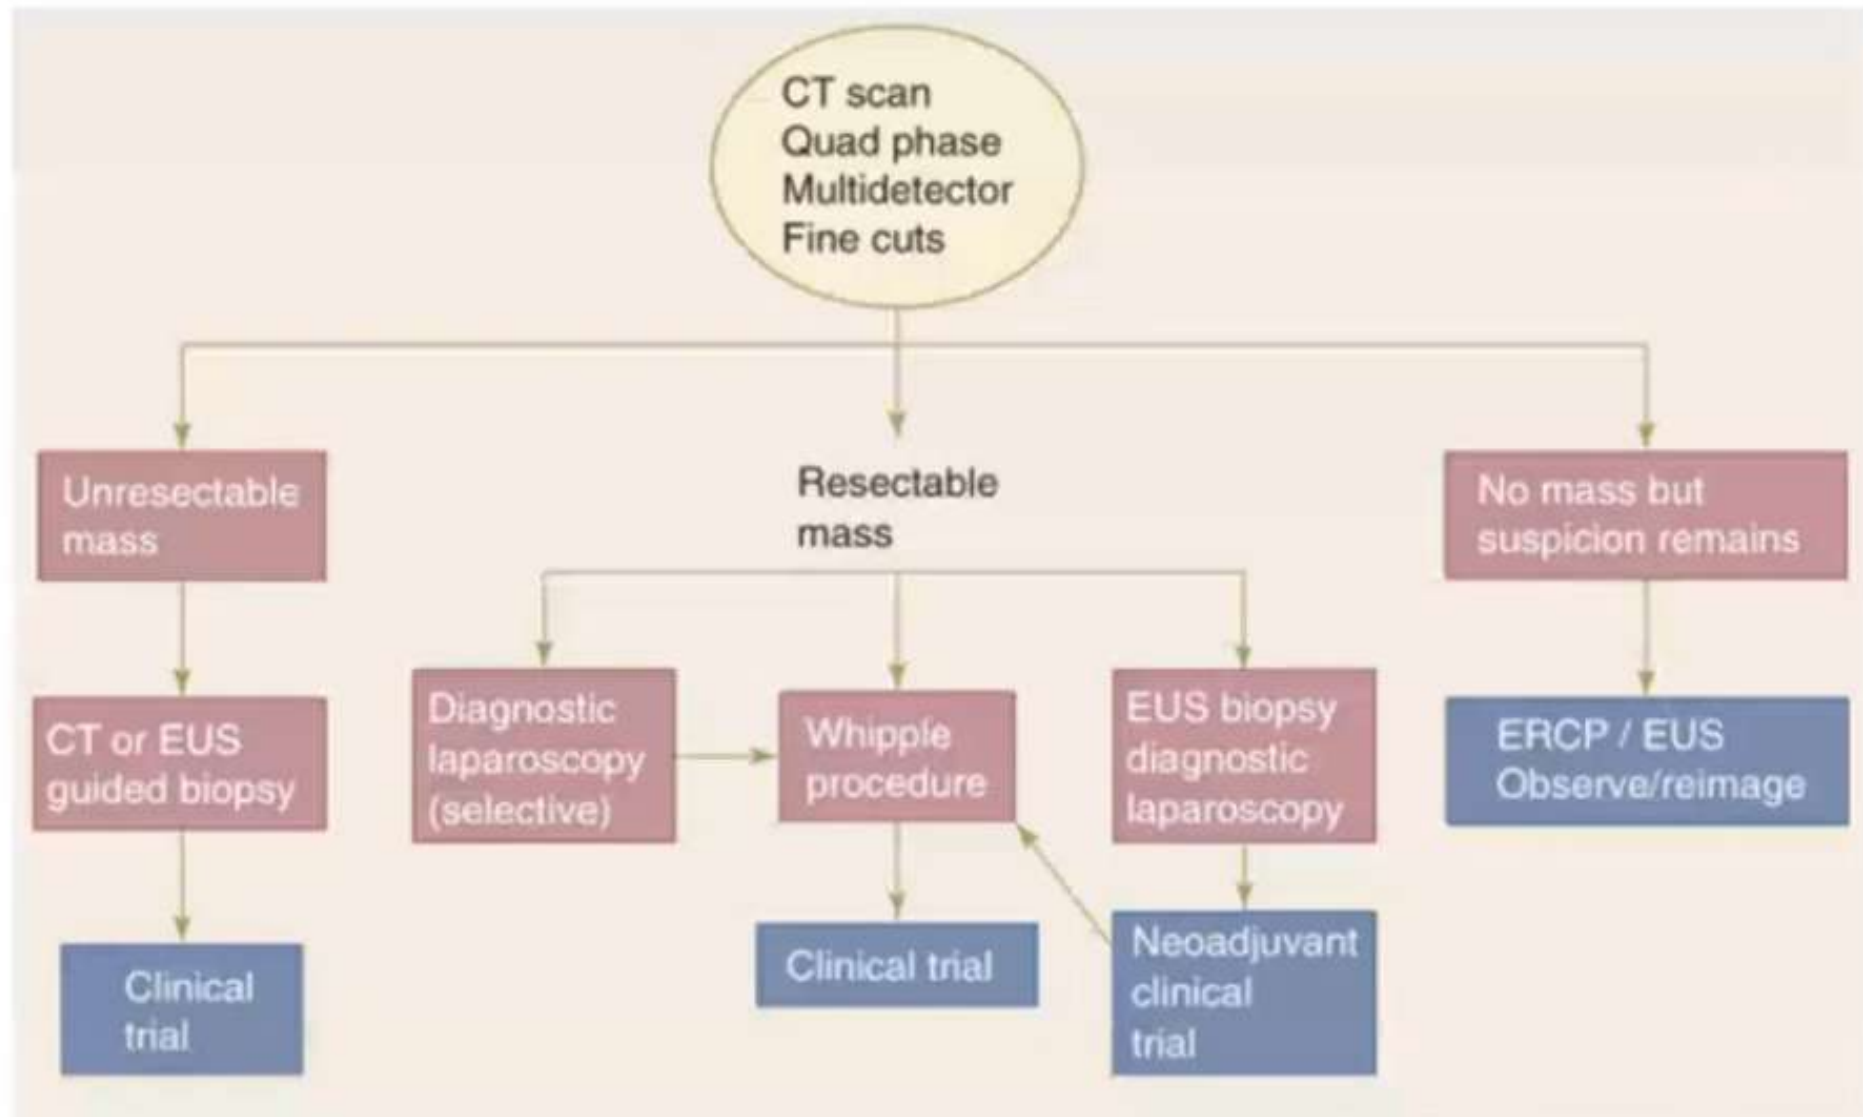 CT scan
Quad phase
Multidetector
Fine cuts
Unresectable
mass
Resectable
mass
No mass but
suspicion remains
CT or EUS
guided biopsy
Diagnostic
laparoscopy
(selective)
Whipple
procedure
EUS biopsy
diagnostic
laparoscopy
ERCP / EUS
Observe/reimage
Clinical
trial
Clinical trial
Neoadjuvant
clinical
trial